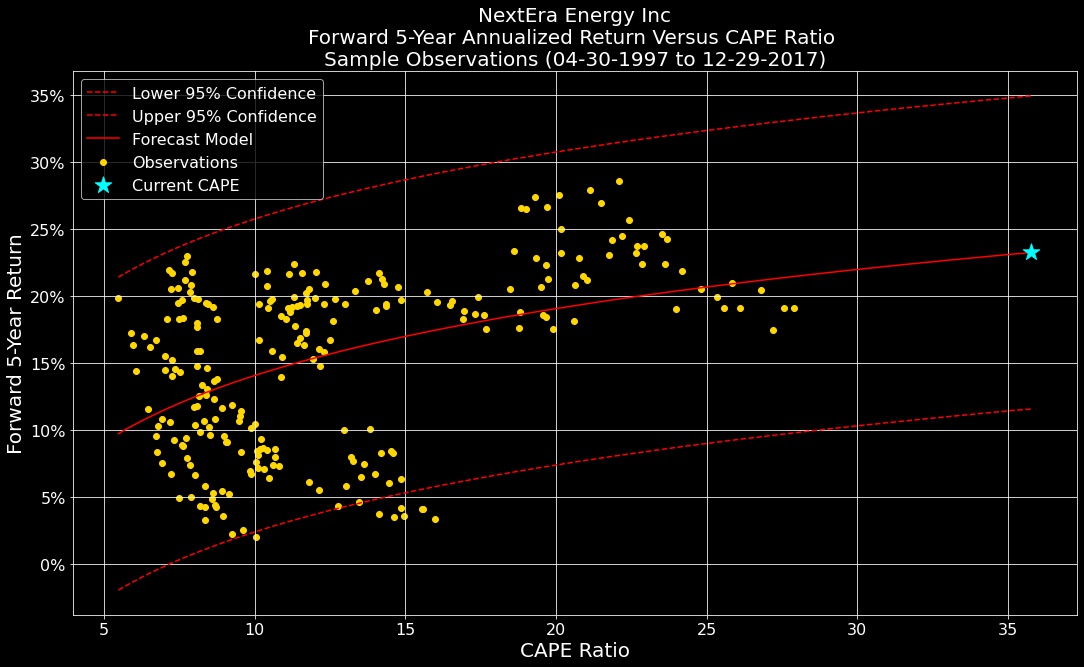 NextEra Energy Inc
Forward 5-Year Annualized Return Versus CAPE Ratio
Sample Observations (04-30-1997 to 12-29-2017)
Lower 95% Confidence
Upper 95% Confidence
Forecast Model
Observations
Current CAPE
Forward 5-Year Return
35%
30%
25%
20%
15%
10%
5%
0%
5 10 15 20 25 30 35
CAPE Ratio